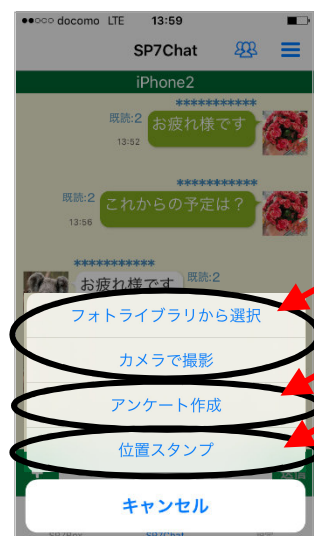 docomo LTE 13:59
SP7Chat
iPhone2
***********
既読:2 お疲れ様です
13:52
***********
既読:2 これからの予定は？
13:56
***********
お疲れ様です 既読:2
フォトライブラリから選択
カメラで撮影
アンケート作成
位置スタンプ
キャンセル
SP7Box SP7Chat